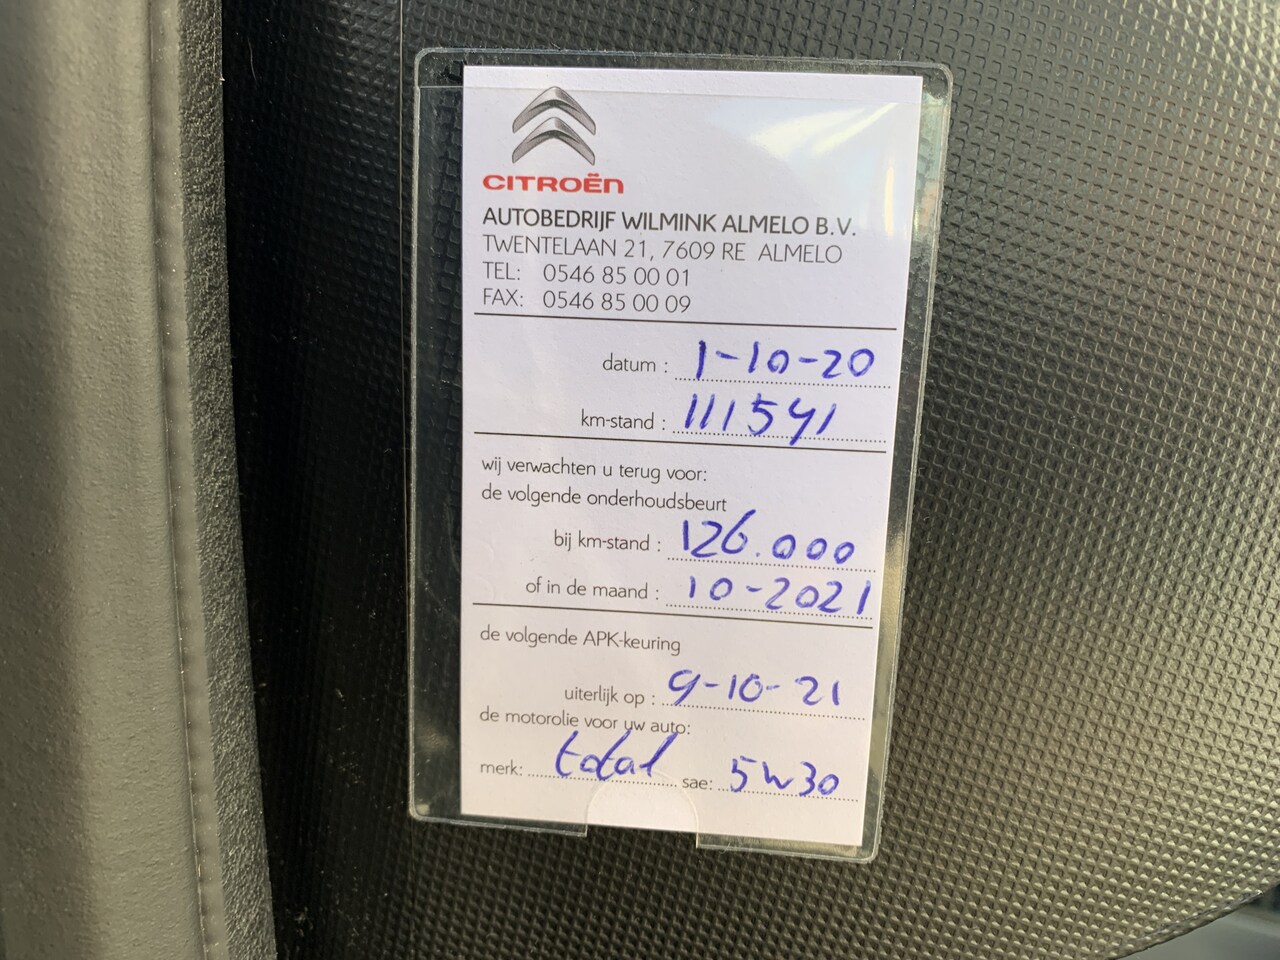 CITROËN
AUTOBEDRIJF WILMINK ALMELO B.V.
TWENTELAAN 21, 7609 RE ALMELO
TEL: 0546 85 00 01
FAX: 0546 85 00 09
datum : 1-10-20
km-stand : 111541
wij verwachten u terug voor:
de volgende onderhoudsbeurt
bij km-stand : 126.000
of in de maand : 10-2021
de volgende APK-keuring
uiterlijk op : 9-10-21
de motorolie voor uw auto:
merk: total sae: 5w30